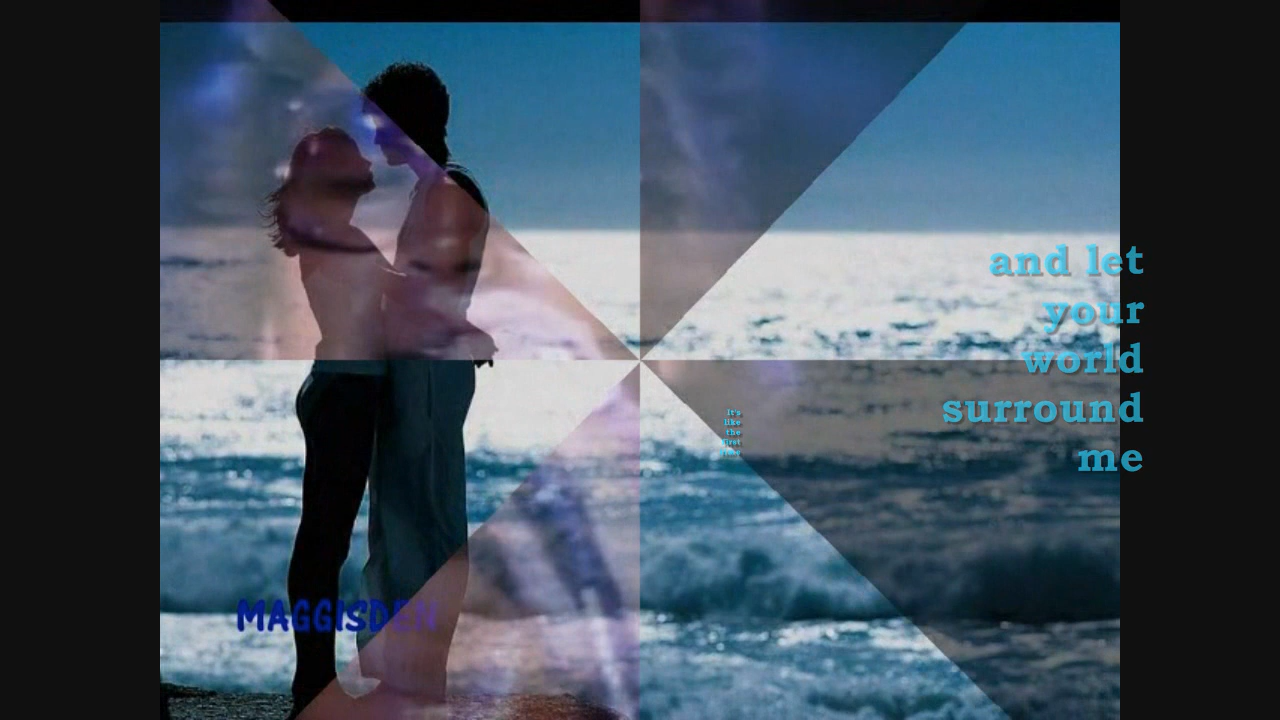 and let
your
world
surround
me
It's
like
the
first
MAGGISDEN